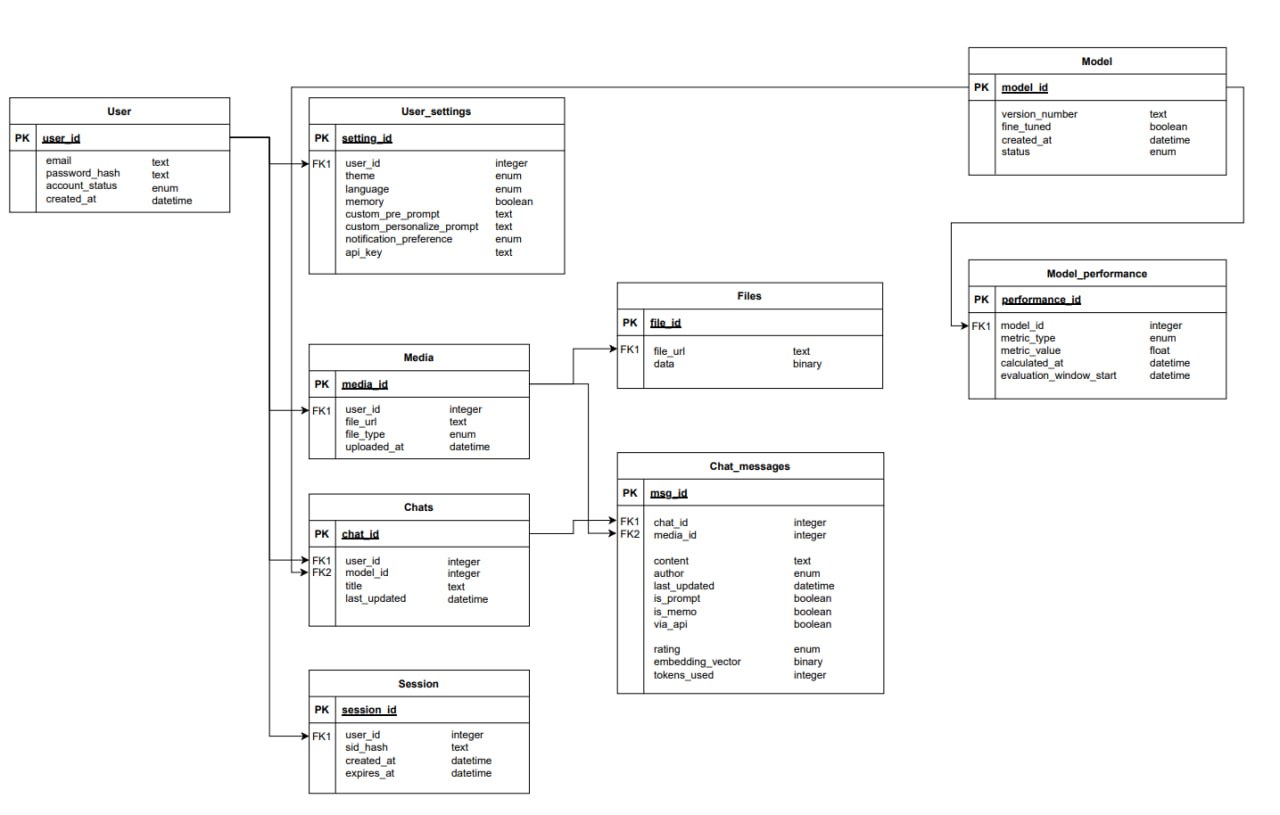 User
PK user_id
email text
password_hash text
account_status enum
created_at datetime
User_settings
PK setting_id
FK1 user_id integer
theme enum
language enum
memory boolean
custom_pre_prompt text
custom_personalize_prompt text
notification_preference enum
api_key text
Media
PK media_id
FK1 user_id integer
file_url text
file_type enum
uploaded_at datetime
Chats
PK chat_id
FK1 user_id integer
FK2 model_id integer
title text
last_updated datetime
Session
PK session_id
FK1 user_id integer
sid_hash text
created_at datetime
expires_at datetime
Files
PK file_id
FK1 file_url text
data binary
Chat_messages
PK msg_id
FK1 chat_id integer
FK2 media_id integer
content text
author enum
last_updated datetime
is_prompt boolean
is_memo boolean
via_api boolean
rating enum
embedding_vector binary
tokens_used integer
Model
PK model_id
version_number text
fine_tuned boolean
created_at datetime
status enum
Model_performance
PK performance_id
FK1 model_id integer
metric_type enum
metric_value float
calculated_at datetime
evaluation_window_start datetime